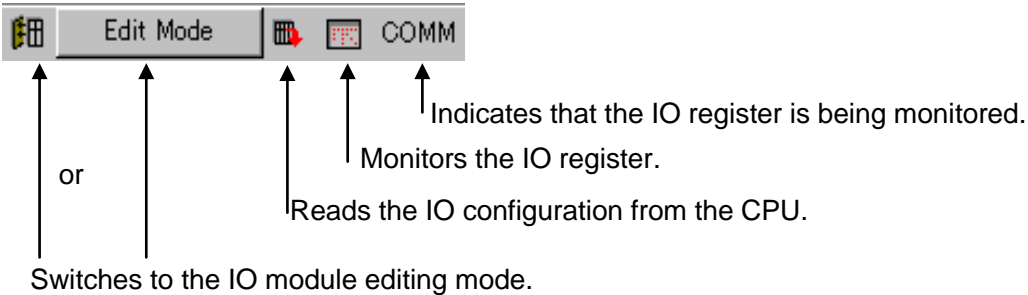 Edit Mode COMM
Indicates that the IO register is being monitored.
Monitors the IO register.
or
Reads the IO configuration from the CPU.
Switches to the IO module editing mode.